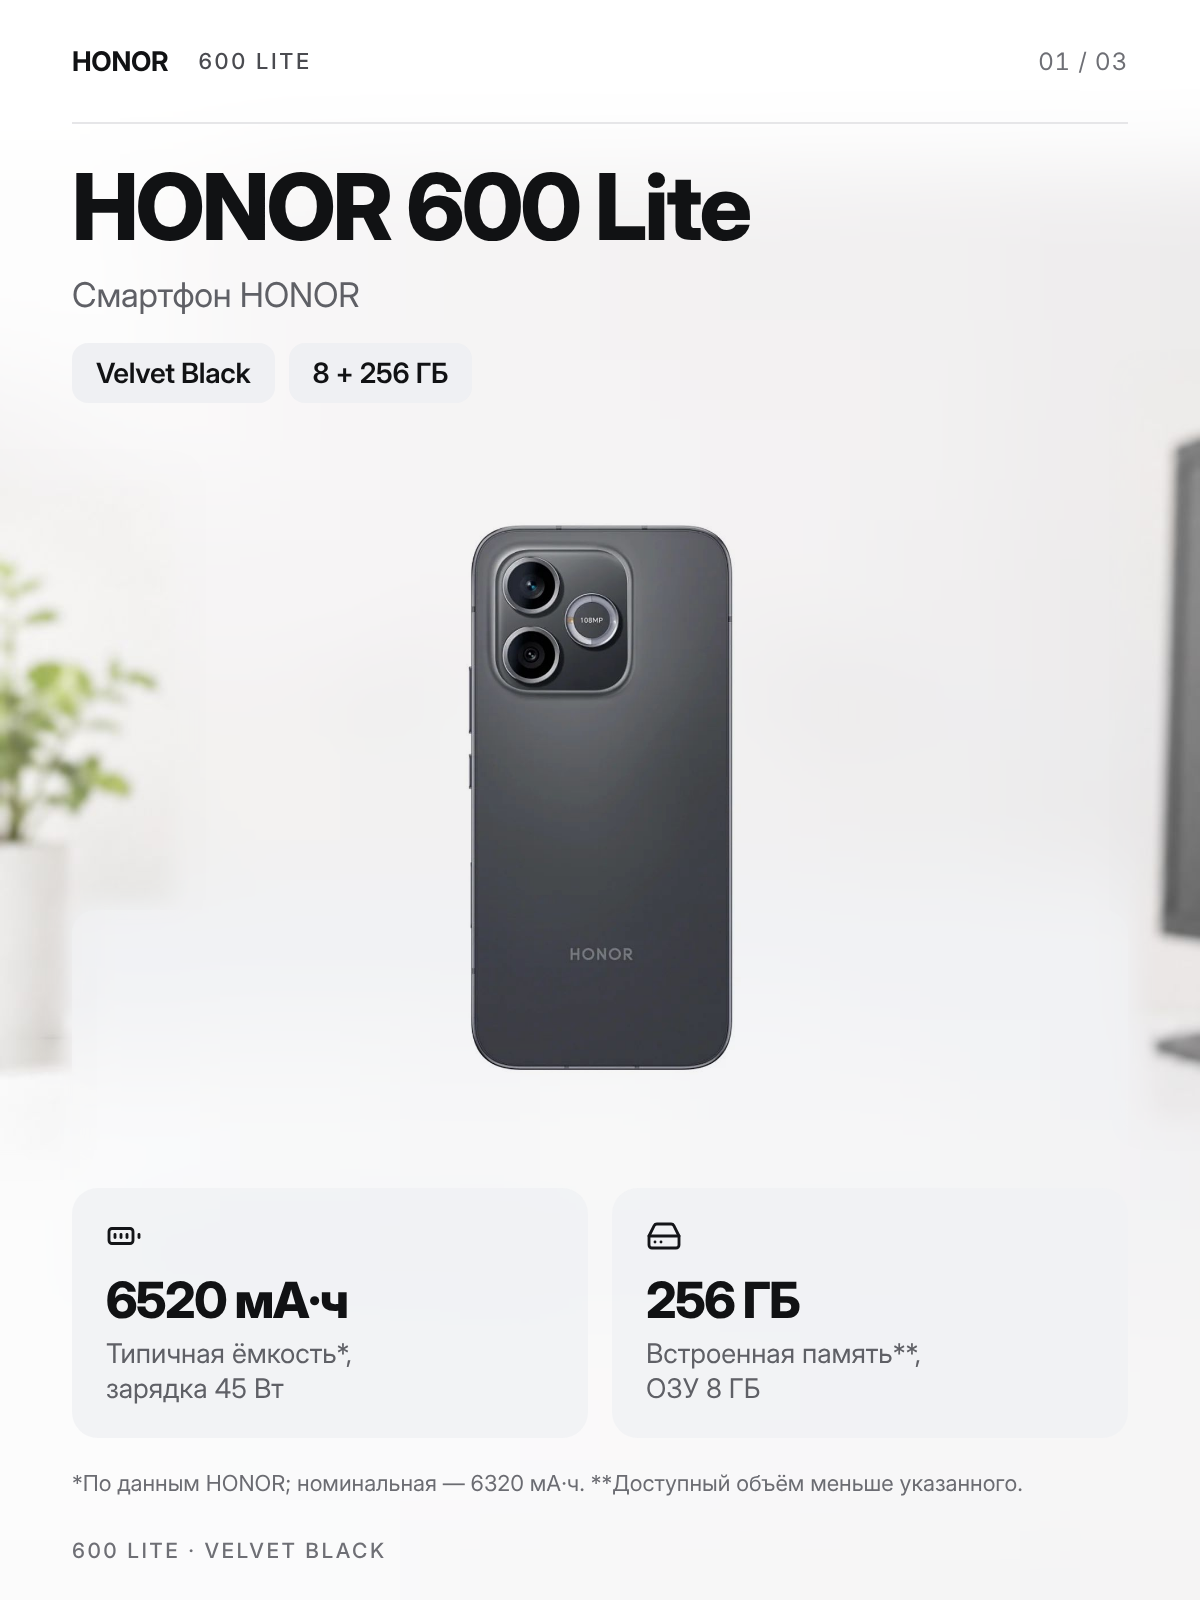 HONOR 600 LITE 01 / 03
HONOR 600 Lite
Смартфон HONOR
Velvet Black 8 + 256 ГБ
108MP
HONOR
6520 мА·ч
Типичная ёмкость*,
зарядка 45 Вт
256 ГБ
Встроенная память**,
ОЗУ 8 ГБ
*По данным HONOR; номинальная — 6320 мА·ч. **Доступный объём меньше указанного.
600 LITE · VELVET BLACK